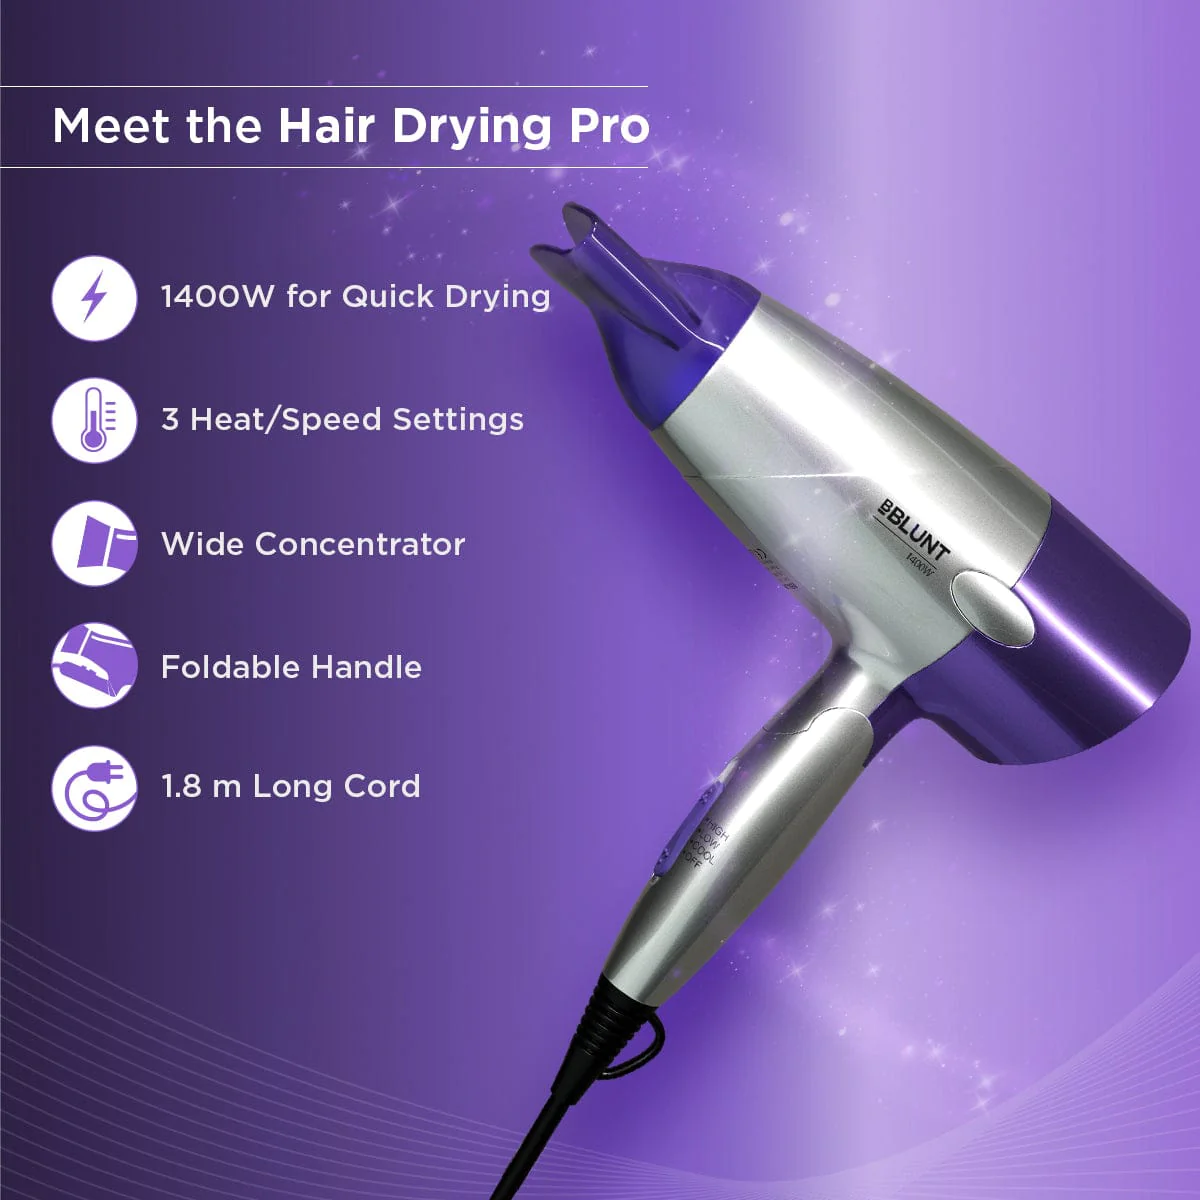 Meet the Hair Drying Pro
1400W for Quick Drying
3 Heat/Speed Settings
Wide Concentrator
Foldable Handle
1.8 m Long Cord
BBLUNT
1400W
HIGH
LOW
COOL
OFF